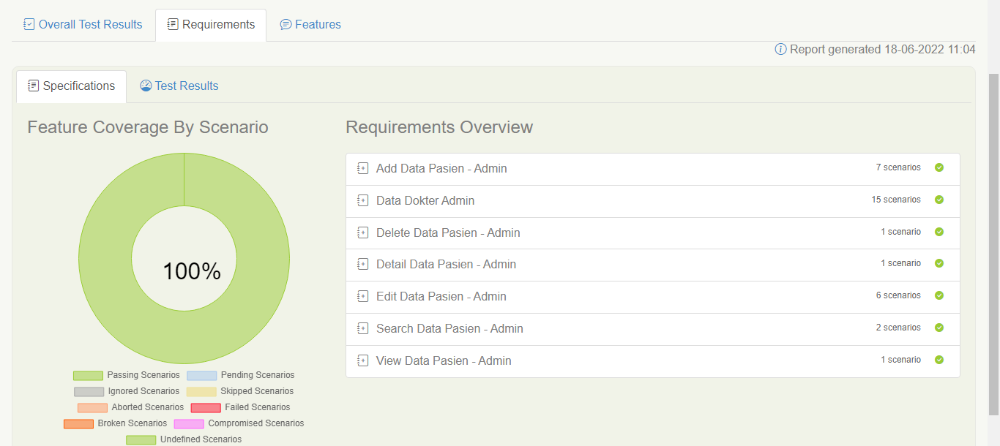 Overall Test Results Requirements Features
Report generated 18-06-2022 11:04
Specifications Test Results
Feature Coverage By Scenario
100%
Passing Scenarios Pending Scenarios
Ignored Scenarios Skipped Scenarios
Aborted Scenarios Failed Scenarios
Broken Scenarios Compromised Scenarios
Undefined Scenarios
Requirements Overview
Add Data Pasien - Admin 7 scenarios
Data Dokter Admin 15 scenarios
Delete Data Pasien - Admin 1 scenario
Detail Data Pasien - Admin 1 scenario
Edit Data Pasien - Admin 6 scenarios
Search Data Pasien - Admin 2 scenarios
View Data Pasien - Admin 1 scenario